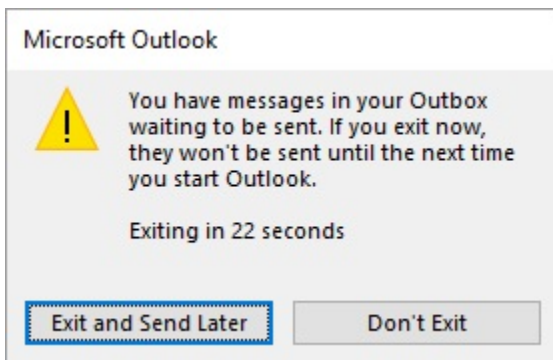 Microsoft Outlook
You have messages in your Outbox
waiting to be sent. If you exit now,
they won't be sent until the next time
you start Outlook.
Exiting in 22 seconds
Exit and Send Later
Don't Exit